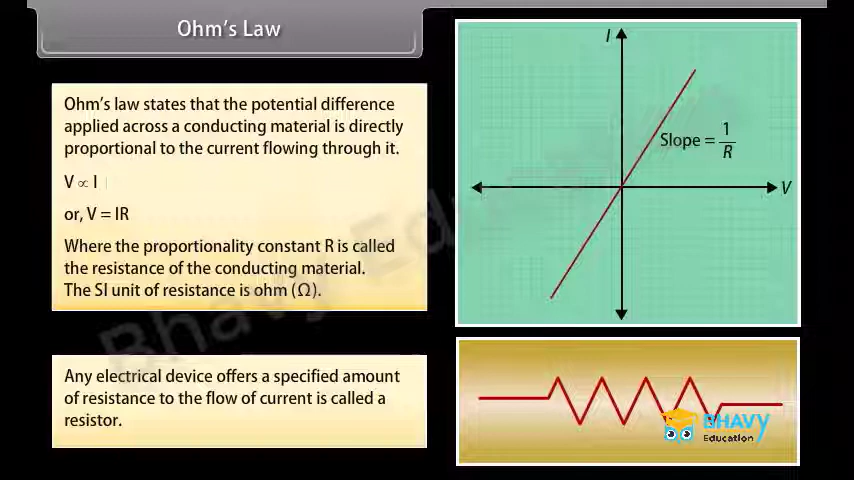 Ohm's Law
Ohm's law states that the potential difference
applied across a conducting material is directly
proportional to the current flowing through it.
V ∝ I
or, V = IR
Where the proportionality constant R is called
the resistance of the conducting material.
The SI unit of resistance is ohm (Ω).
Any electrical device offers a specified amount
of resistance to the flow of current is called a
resistor.
I
Slope = 1/R
V
BHAVY
Education
Bhavy Edu